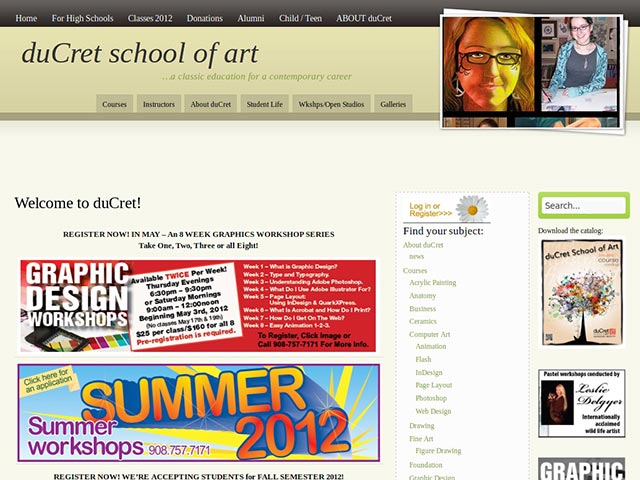 Home For High Schools Classes 2012 Donations Alumni Child / Teen ABOUT duCret
duCret school of art
...a classic education for a contemporary career
Courses Instructors About duCret Student Life Wkshps/Open Studios Galleries
Welcome to duCret!
REGISTER NOW! IN MAY – An 8 WEEK GRAPHICS WORKSHOP SERIES
Take One, Two, Three or all Eight!
GRAPHIC
DESIGN
WORKSHOPS
Available TWICE Per Week!
Thursday Evenings
6:30pm – 9:30pm
or Saturday Mornings
9:00am – 12:00noon
Beginning May 3rd, 2012
(No classes May 17th & 19th)
$25 per class/$160 for all 8
Pre-registration is required.
Week 1 – What is Graphic Design?
Week 2 – Type and Typography.
Week 3 – Understanding Adobe Photoshop.
Week 4 – What Do I Use Adobe Illustrator For?
Week 5 – Page Layout:
Using InDesign & QuarkXPress.
Week 6 – What is Acrobat and How Do I Print?
Week 7 – How Do I Get On The Web?
Week 8 – Easy Animation 1-2-3.
To Register, Click Image or
Call 908-757-7171 For More Info.
Click here for
an application
SUMMER
2012
Summer
workshops 908.757.7171
REGISTER NOW! WE'RE ACCEPTING STUDENTS for FALL SEMESTER 2012!
Log in or
Register>>>
Find your subject:
About duCret
news
Courses
Acrylic Painting
Anatomy
Business
Ceramics
Computer Art
Animation
Flash
InDesign
Page Layout
Photoshop
Web Design
Drawing
Fine Art
Figure Drawing
Foundation
Graphic Design
Search...
Download the catalog:
duCret School of Art
course
duCret
Pastel workshops conducted by
Leslie
Delgyer
Internationally
acclaimed
wild life artist
GRAPHIC